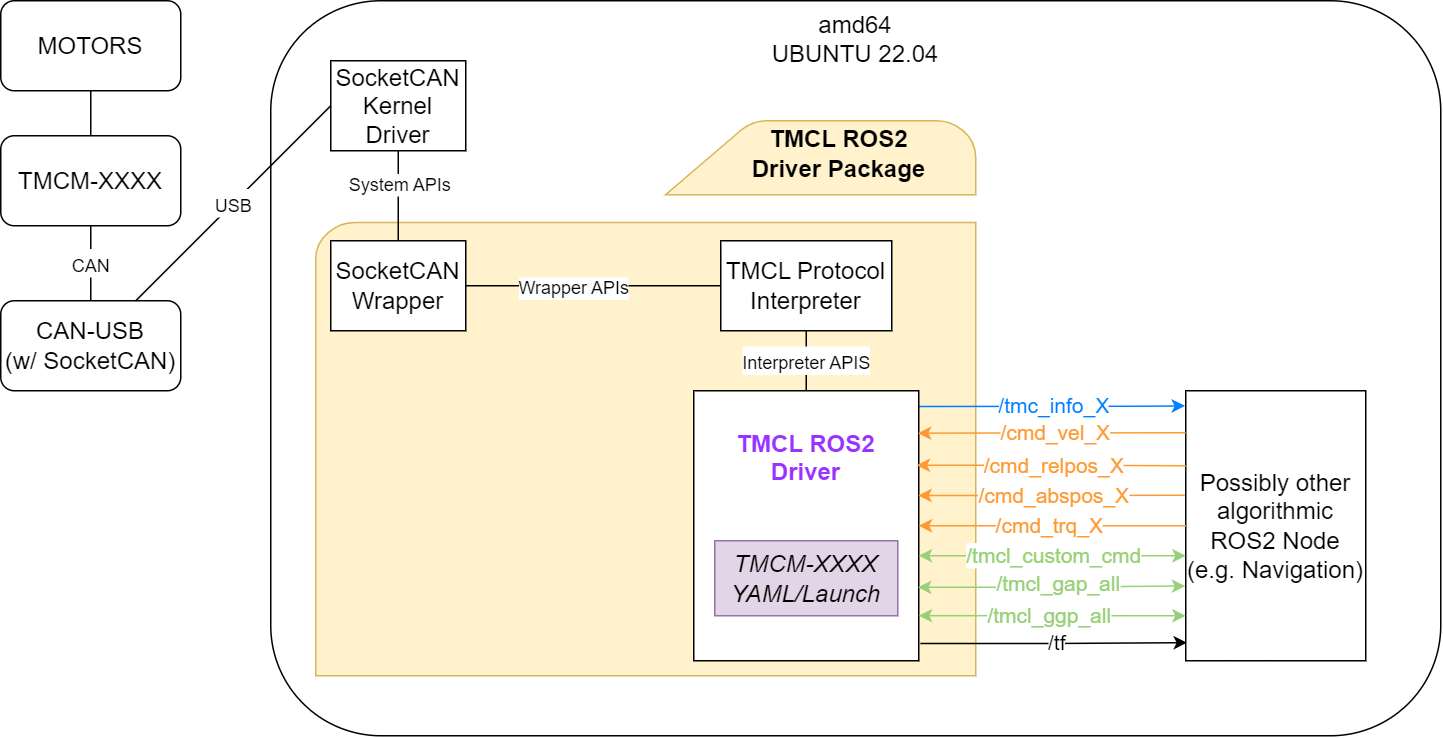 MOTORS
TMCM-XXXX
CAN
CAN-USB
(w/ SocketCAN)
USB
amd64
UBUNTU 22.04
SocketCAN
Kernel
Driver
System APIs
TMCL ROS2
Driver Package
SocketCAN
Wrapper
Wrapper APIs
TMCL Protocol
Interpreter
Interpreter APIS
TMCL ROS2
Driver
TMCM-XXXX
YAML/Launch
/tmc_info_X
/cmd_vel_X
/cmd_relpos_X
/cmd_abspos_X
/cmd_trq_X
/tmcl_custom_cmd
/tmcl_gap_all
/tmcl_ggp_all
/tf
Possibly other
algorithmic
ROS2 Node
(e.g. Navigation)